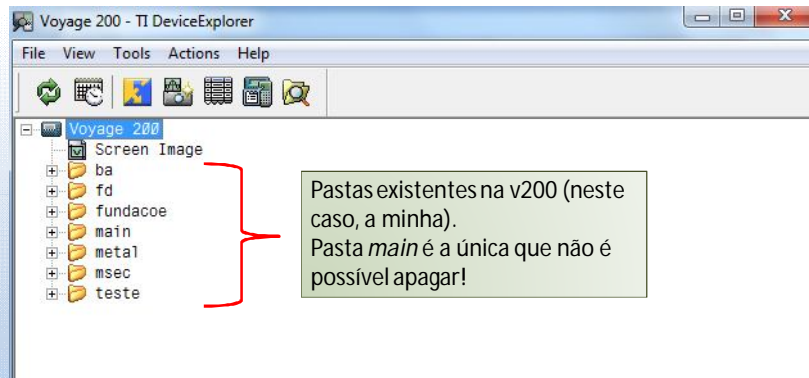 Voyage 200 - TI DeviceExplorer
File View Tools Actions Help
Voyage 200
Screen Image
ba
fd
fundacoe
main
metal
msec
teste
Pastas existentes na v200 (neste
caso, a minha).
Pasta main é a única que não é
possível apagar!